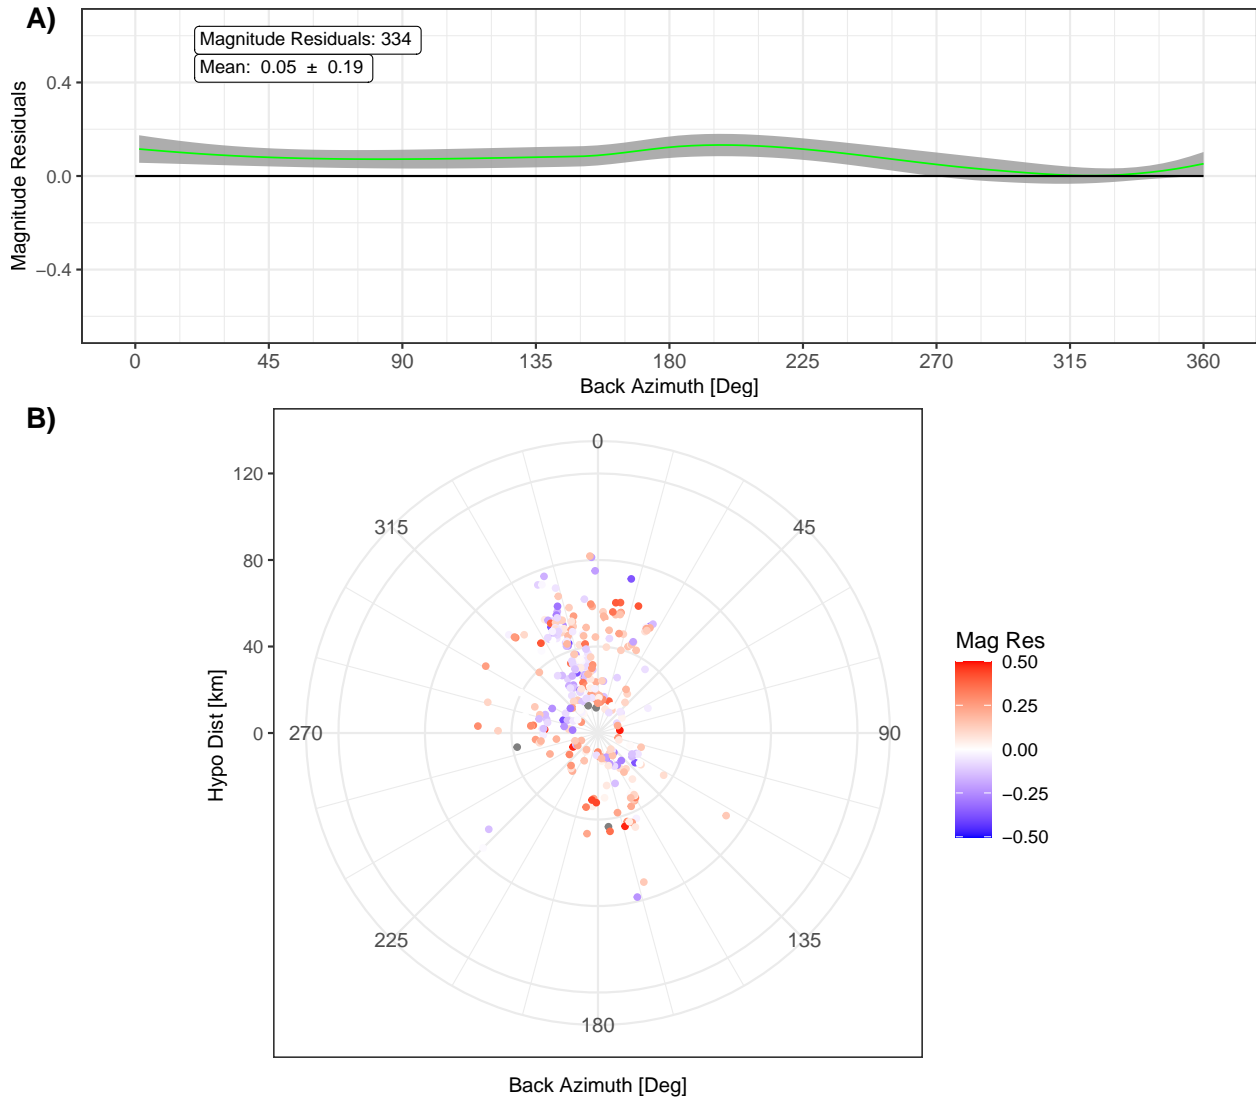 A)
Magnitude Residuals: 334
Mean: 0.05 ± 0.19
Magnitude Residuals
0.4
0.0
−0.4
0 45 90 135 180 225 270 315 360
Back Azimuth [Deg]
B)
Hypo Dist [km]
120
80
40
0
0
45
90
135
180
225
270
315
Back Azimuth [Deg]
Mag Res
0.50
0.25
0.00
−0.25
−0.50